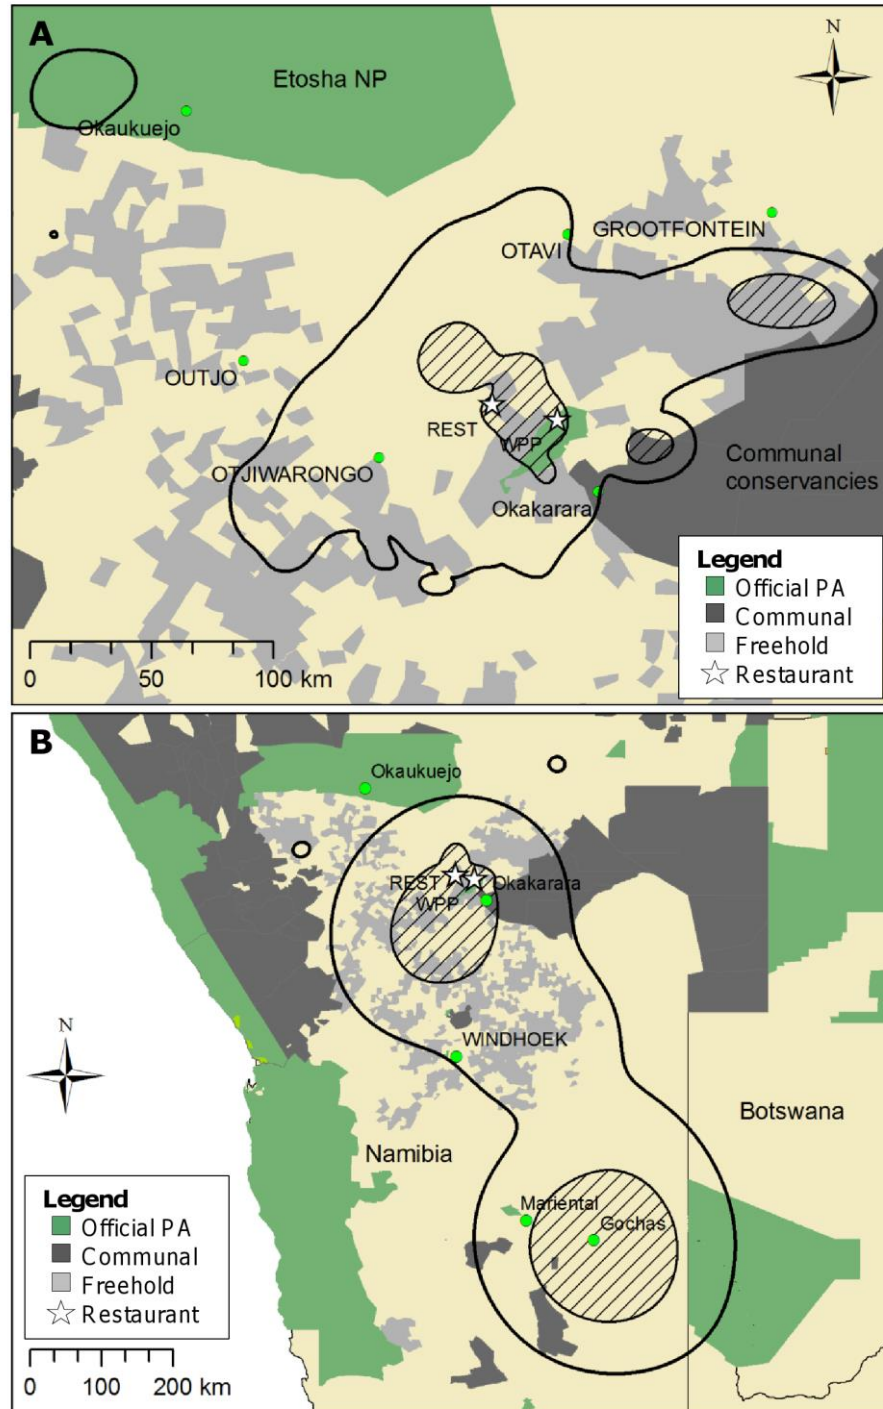 A
Etosha NP
N
Okaukuejo
GROOTFONTEIN
OTAVI
OUTJO
REST
WPP
OTJIWARONGO
Communal
conservancies
Okakarara
Legend
Official PA
Communal
Freehold
Restaurant
0 50 100 km
B
Okaukuejo
REST
Okakarara
WPP
N
WINDHOEK
Botswana
Namibia
Mariental
Gochas
Legend
Official PA
Communal
Freehold
Restaurant
0 100 200 km